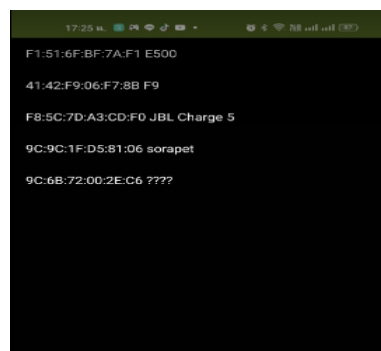 17:25 น.
F1:51:6F:BF:7A:F1 E500
41:42:F9:06:F7:8B F9
F8:5C:7D:A3:CD:F0 JBL Charge 5
9C:9C:1F:D5:81:06 sorapet
9C:6B:72:00:2E:C6 ????